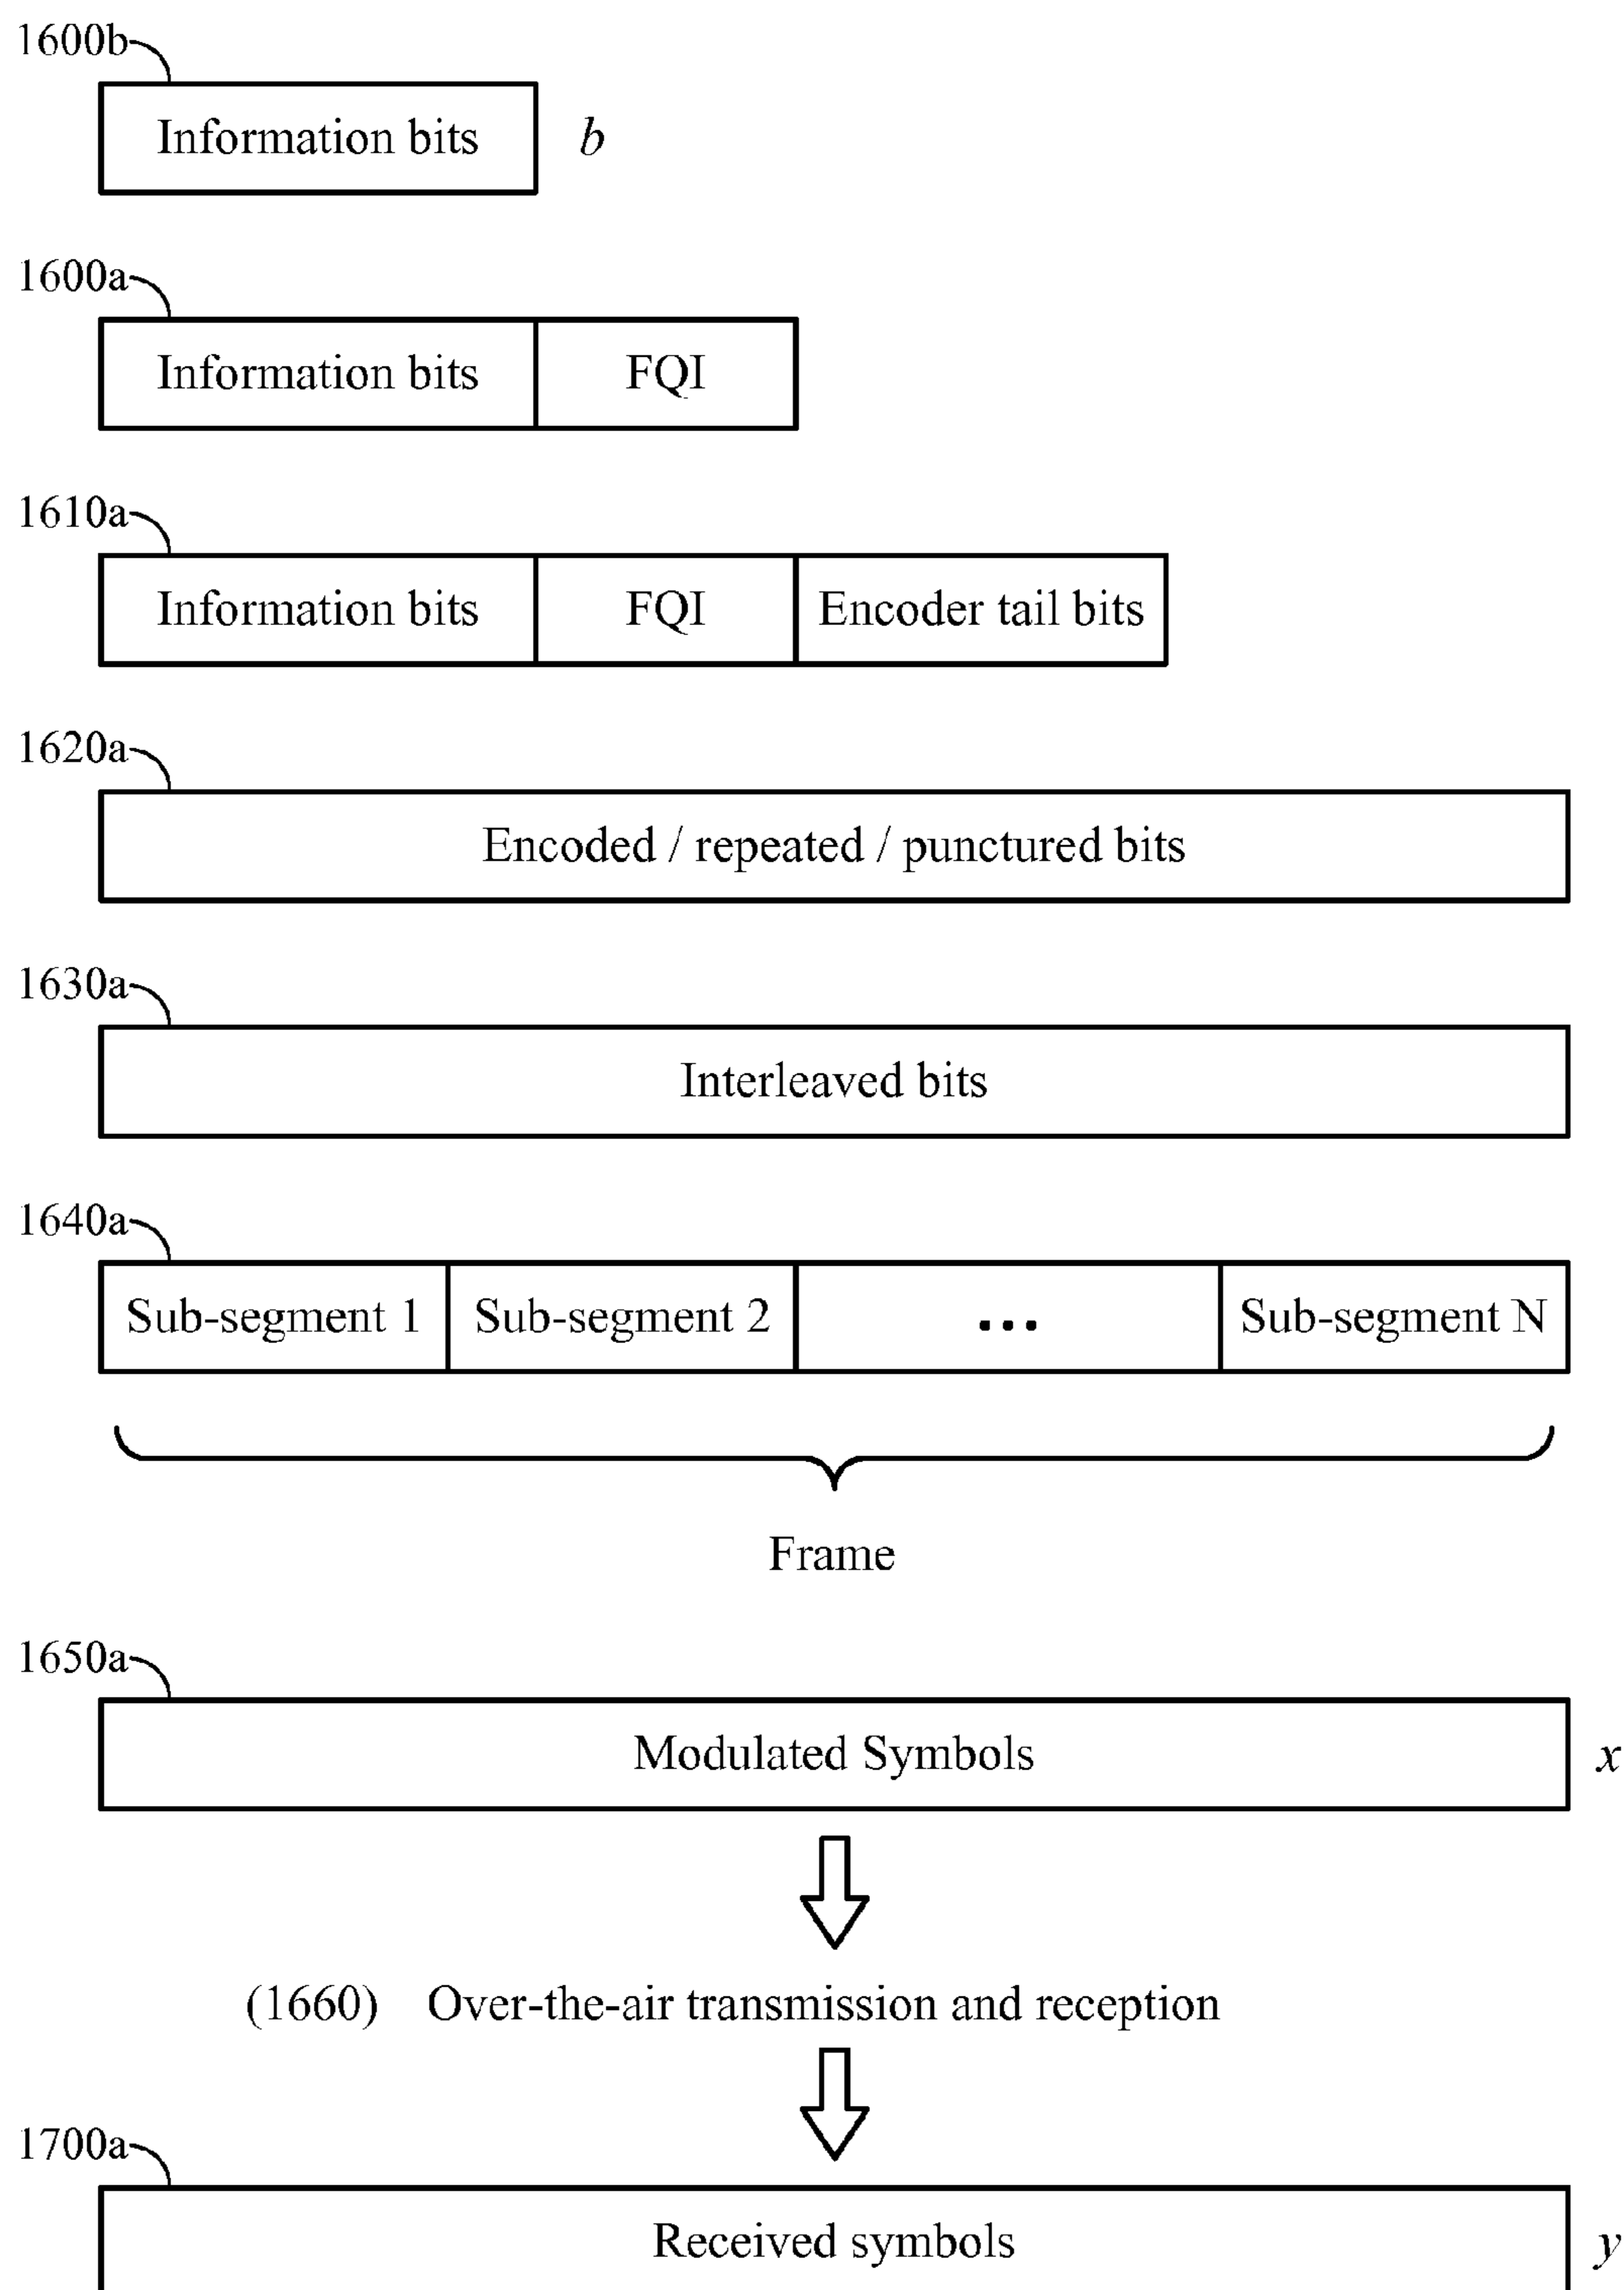 1600b
Information bits b
1600a
Information bits FQI
1610a
Information bits FQI Encoder tail bits
1620a
Encoded / repeated / punctured bits
1630a
Interleaved bits
1640a
Sub-segment 1 Sub-segment 2 ... Sub-segment N
Frame
1650a
Modulated Symbols x
(1660) Over-the-air transmission and reception
1700a
Received symbols y